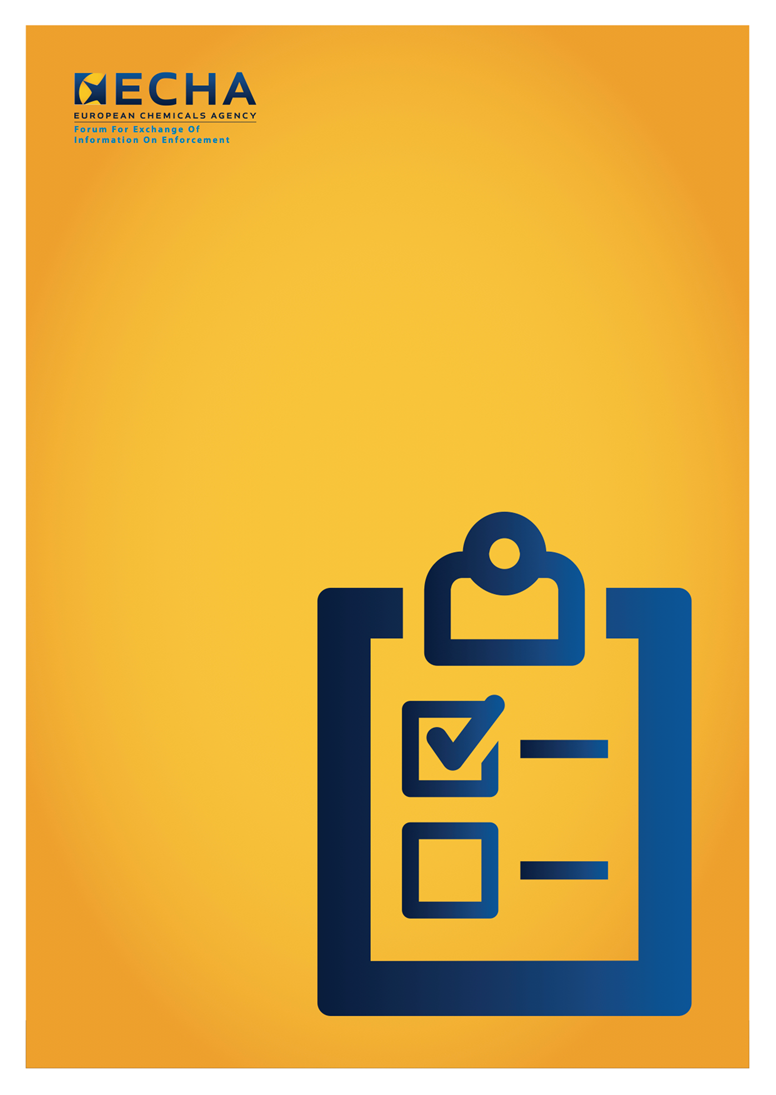 ECHA
EUROPEAN CHEMICALS AGENCY
Forum For Exchange Of
Information On Enforcement